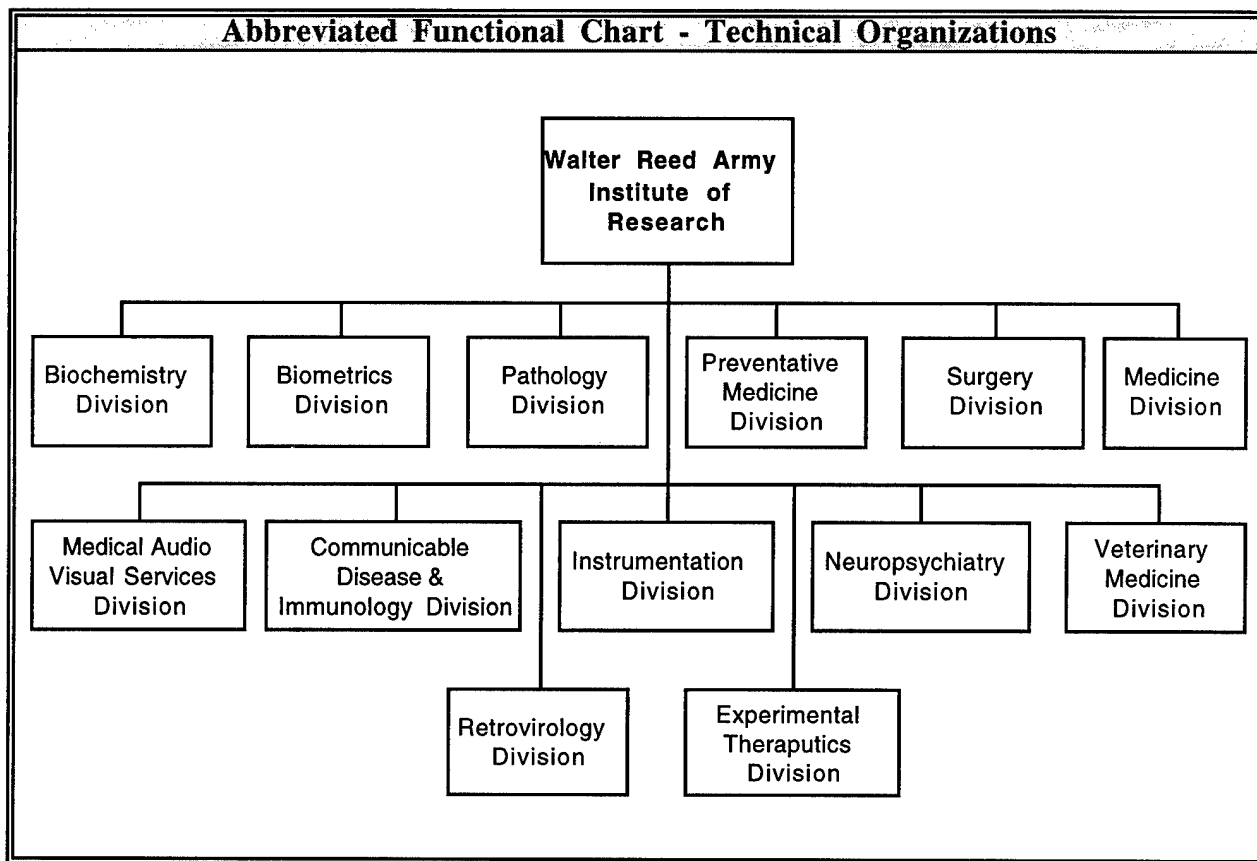 Abbreviated Functional Chart - Technical Organizations
Walter Reed Army
Institute of
Research
Biochemistry
Division
Biometrics
Division
Pathology
Division
Preventative
Medicine
Division
Surgery
Division
Medicine
Division
Medical Audio
Visual Services
Division
Communicable
Disease &
Immunology Division
Instrumentation
Division
Neuropsychiatry
Division
Veterinary
Medicine
Division
Retrovirology
Division
Experimental
Theraputics
Division